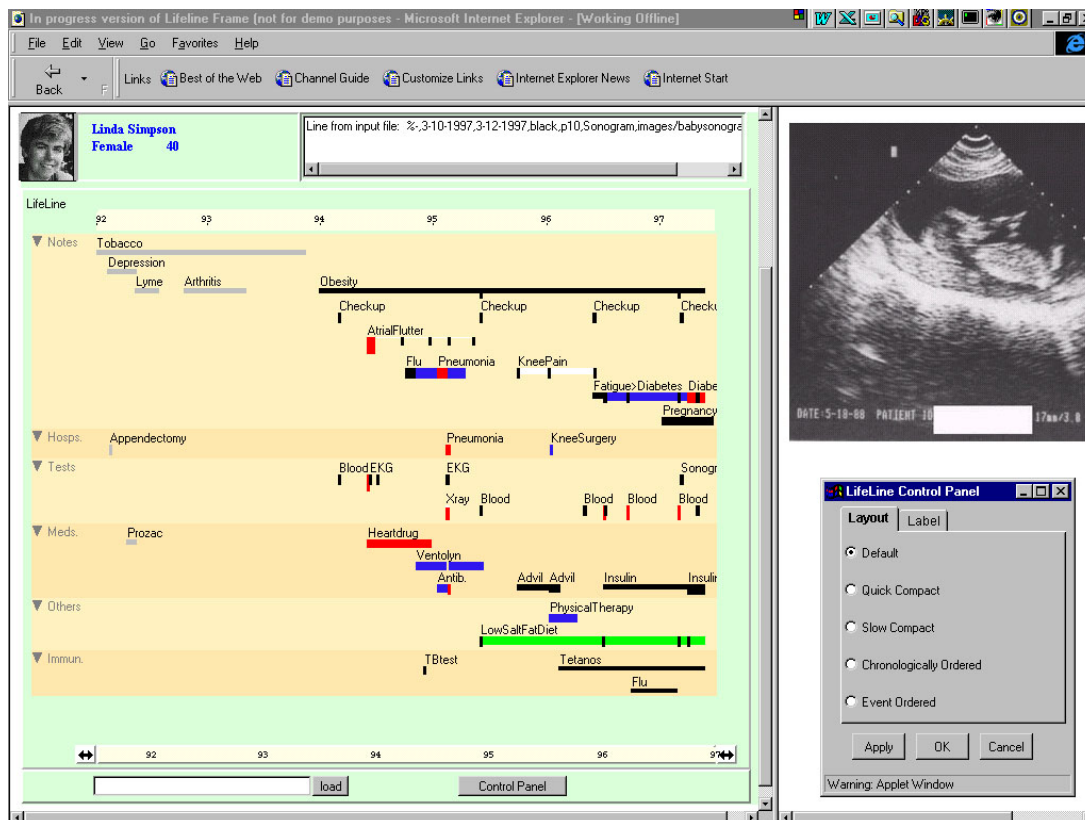 In progress version of Lifeline Frame (not for demo purposes - Microsoft Internet Explorer - [Working Offline]
File Edit View Go Favorites Help
Back F Links Best of the Web Channel Guide Customize Links Internet Explorer News Internet Start
Linda Simpson
Female 40
Line from input file: %-,3-10-1997,3-12-1997,black,p10,Sonogram,images/babysonogra
LifeLine
92 93 94 95 96 97
Notes Tobacco
Depression
Lyme Arthritis Obesity
Checkup Checkup Checkup Checku
AtrialFlutter
Flu Pneumonia KneePain
Fatigue>Diabetes Diabe
Pregnancy
Hosps. Appendectomy Pneumonia KneeSurgery
Tests Blood EKG EKG Sonogr
Xray Blood Blood Blood Blood
Meds. Prozac Heartdrug
Ventolyn
Antib. Advil Advil Insulin Insulin
Others PhysicalTherapy
LowSaltFatDiet
Immun. TBtest Tetanos
Flu
92 93 94 95 96 97
load Control Panel
DATE:5-18-88 PATIENT 10 17mm/3.0
LifeLine Control Panel
Layout Label
Default
Quick Compact
Slow Compact
Chronologically Ordered
Event Ordered
Apply OK Cancel
Warning: Applet Window